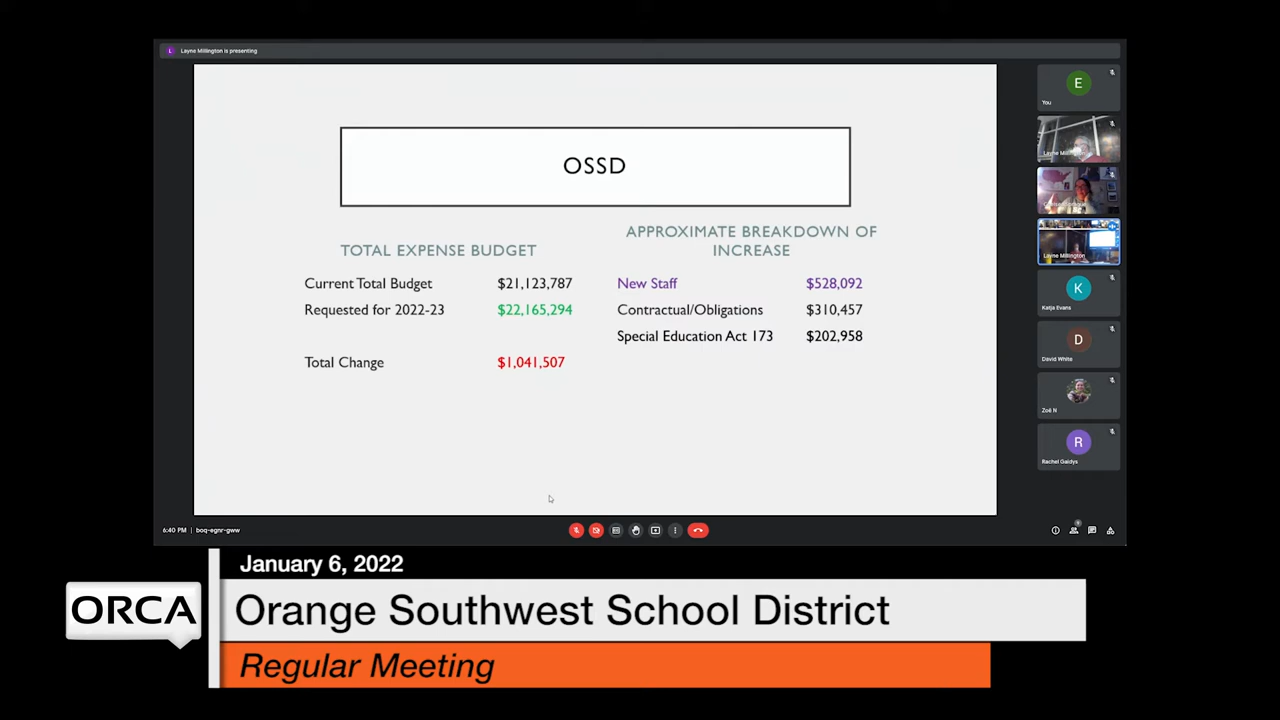 L Layne Millington is presenting
OSSD
TOTAL EXPENSE BUDGET
Current Total Budget $21,123,787
Requested for 2022-23 $22,165,294
Total Change $1,041,507
APPROXIMATE BREAKDOWN OF
INCREASE
New Staff $528,092
Contractual/Obligations $310,457
Special Education Act 173 $202,958
E
You
Layne Millington
Layne Millington
K
Katja Evans
D
David White
Zoë N
R
Rachel Gaidys
6:40 PM | boq-egnr-gww
January 6, 2022
ORCA
Orange Southwest School District
Regular Meeting